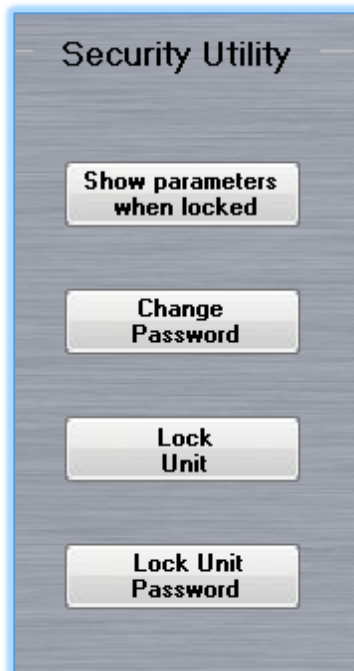 Security Utility
Show parameters
when locked
Change
Password
Lock
Unit
Lock Unit
Password